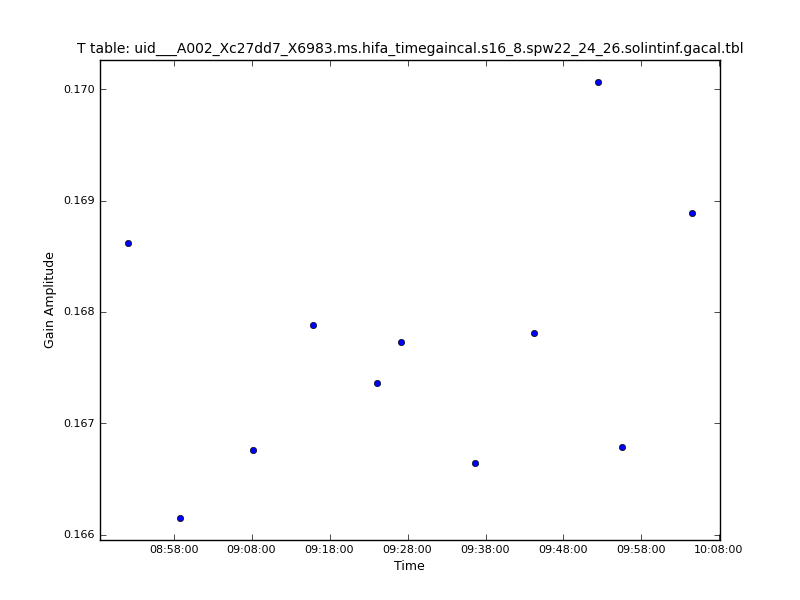 T table: uid___A002_Xc27dd7_X6983.ms.hifa_timegaincal.s16_8.spw22_24_26.solintinf.gacal.tbl
0.170
0.169
0.168
0.167
0.166
Gain Amplitude
08:58:00 09:08:00 09:18:00 09:28:00 09:38:00 09:48:00 09:58:00 10:08:00
Time